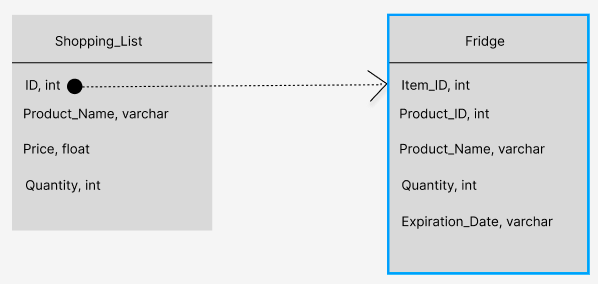 Shopping_List
ID, int
Product_Name, varchar
Price, float
Quantity, int
Fridge
Item_ID, int
Product_ID, int
Product_Name, varchar
Quantity, int
Expiration_Date, varchar